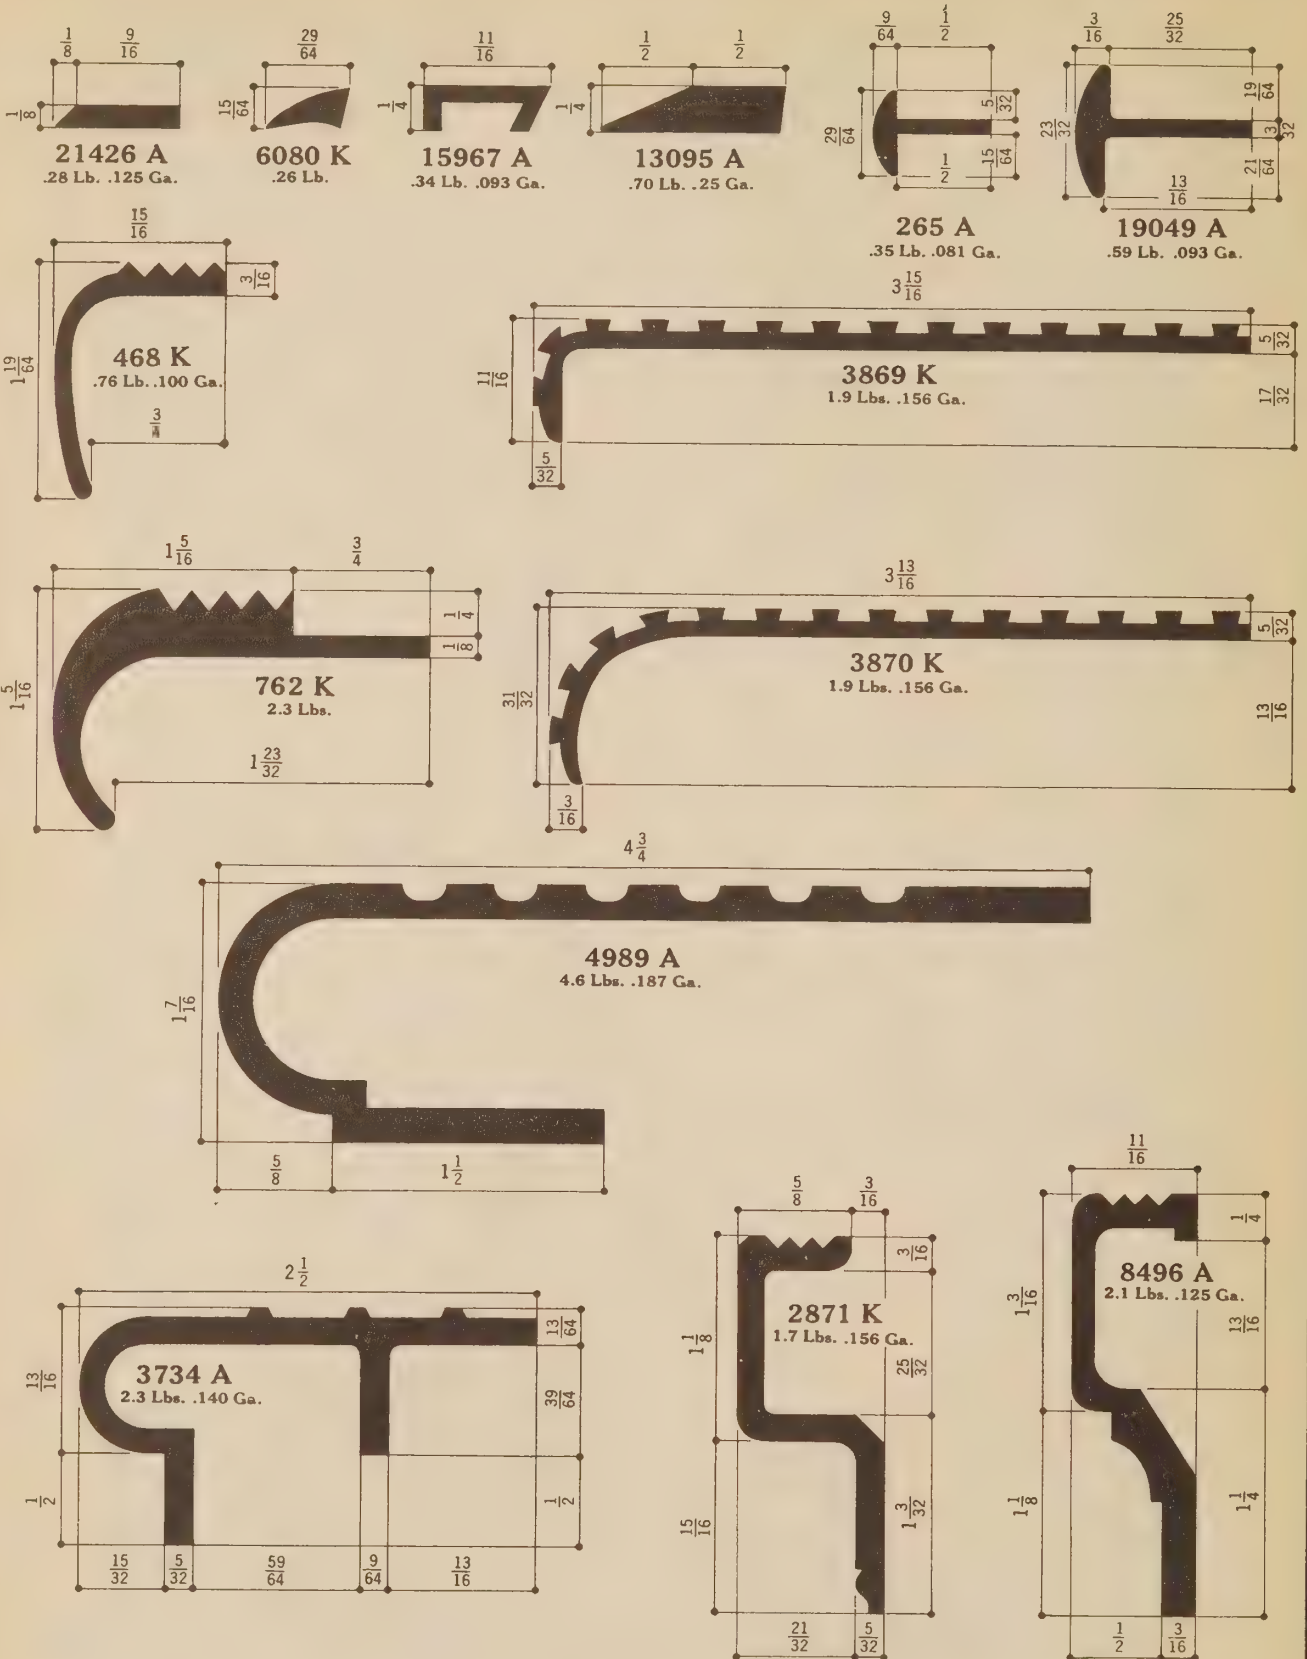 1/8 9/16
1/8
21426 A
.28 Lb. .125 Ga.
29/64
15/64
6080 K
.26 Lb.
11/16
1/4
15967 A
.34 Lb. .093 Ga.
1/2 1/2
1/4
13095 A
.70 Lb. .25 Ga.
9/64 1/2
29/64
5/32
15/64
1/2
265 A
.35 Lb. .081 Ga.
3/16 25/32
23/32
19/64
3/32
21/64
13/16
19049 A
.59 Lb. .093 Ga.
15/16
3/16
1 19/64
468 K
.76 Lb. .100 Ga.
3/4
3 15/16
11/16
5/32
17/32
3869 K
1.9 Lbs. .156 Ga.
5/32
1 5/16 3/4
1/4
1/8
1 5/16
762 K
2.3 Lbs.
1 23/32
3 13/16
5/32
31/32
13/16
3870 K
1.9 Lbs. .156 Ga.
3/16
4 3/4
1 7/16
4989 A
4.6 Lbs. .187 Ga.
5/8 1 1/2
2 1/2
13/16
13/64
39/64
3734 A
2.3 Lbs. .140 Ga.
1/2 1/2
15/32 5/32 59/64 9/64 13/16
5/8 3/16
3/16
1 1/8
2871 K
1.7 Lbs. .156 Ga.
25/32
15/16
1 3/32
21/32 5/32
11/16
1/4
1 3/16
8496 A
2.1 Lbs. .125 Ga.
13/16
1 1/8
1 1/4
1/2 3/16